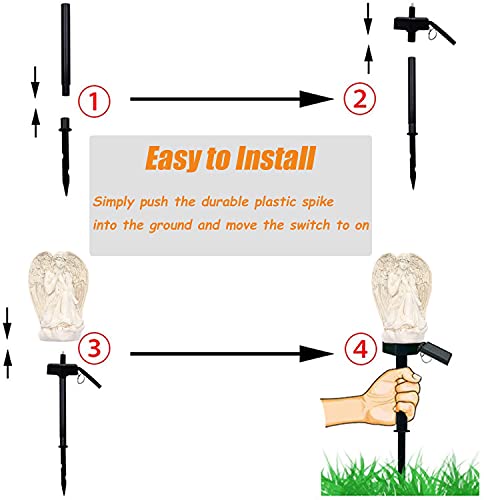 1
2
Easy to Install
Simply push the durable plastic spike
into the ground and move the switch to on
3
4